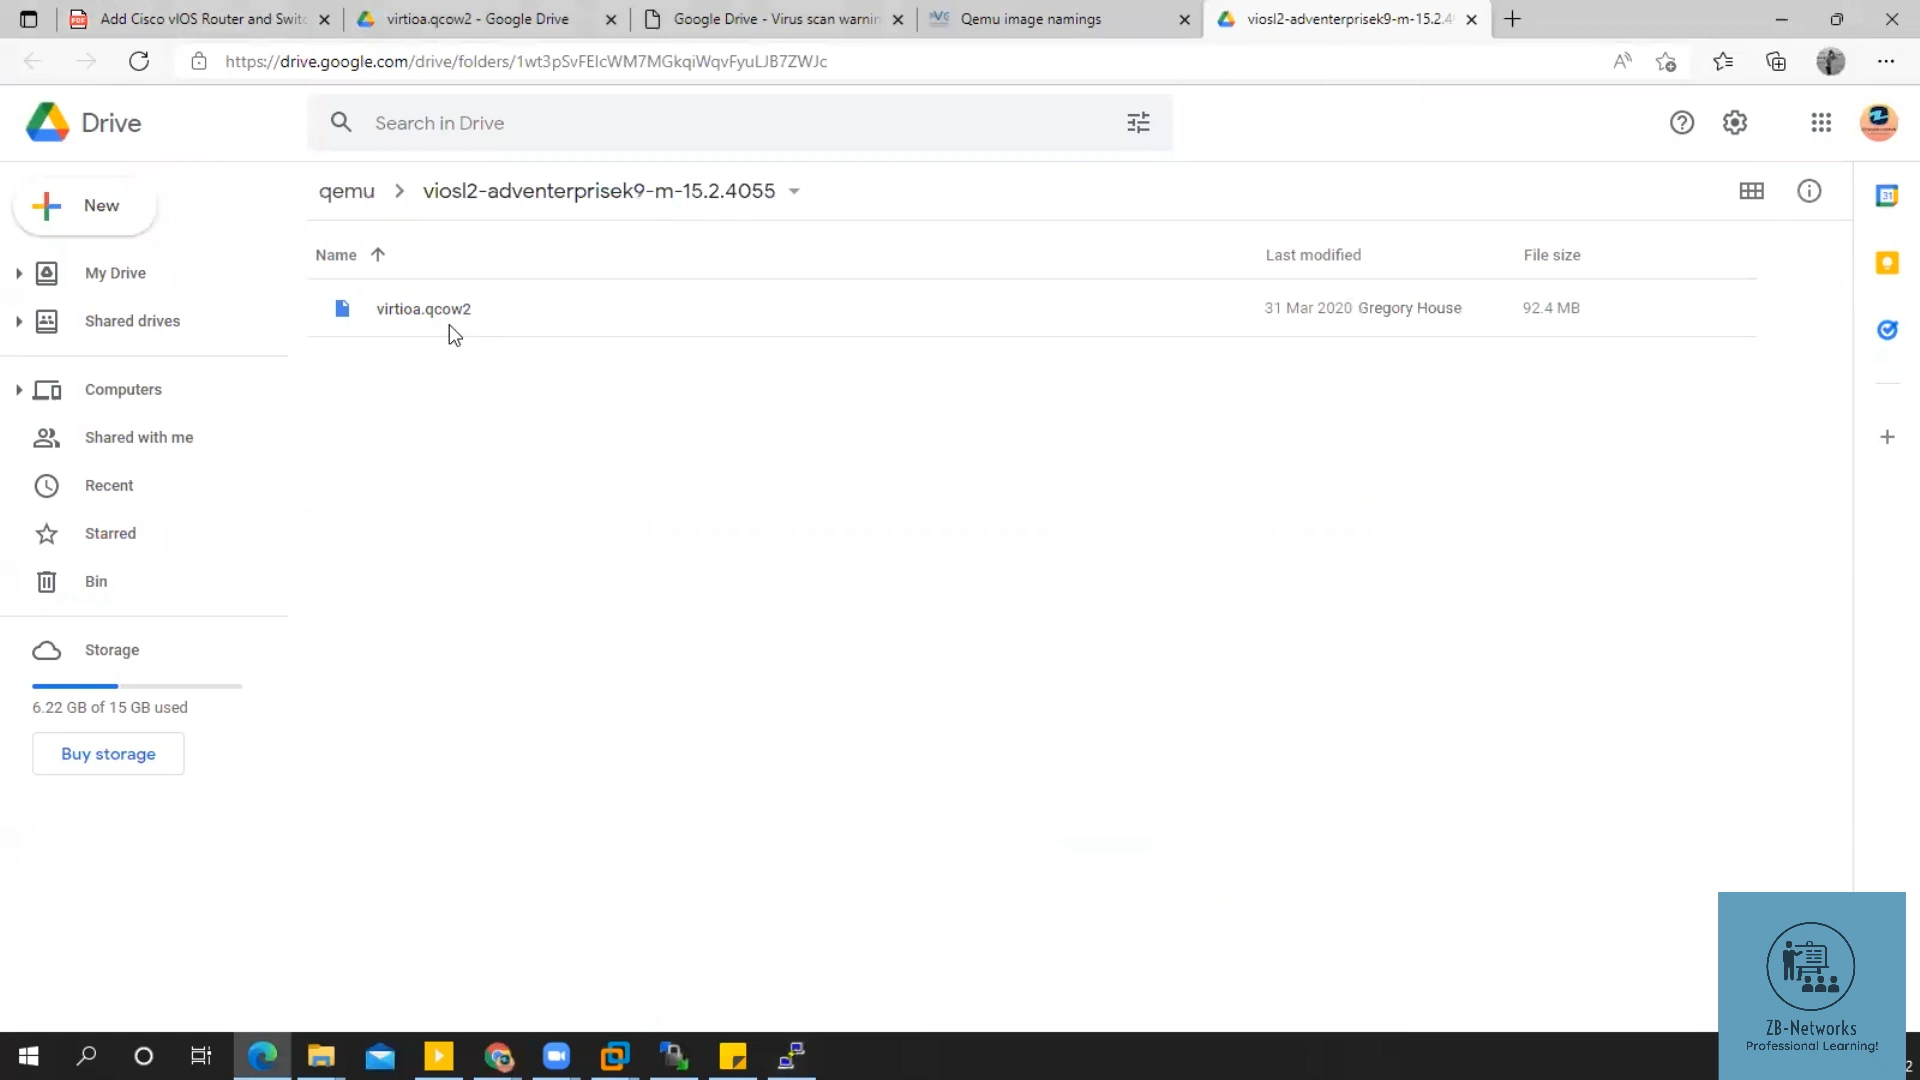 Add Cisco vIOS Router and Switc
virtioa.qcow2 - Google Drive
Google Drive - Virus scan warnin
Qemu image namings
viosl2-adventerprisek9-m-15.2.4
https://drive.google.com/drive/folders/1wt3pSvFElcWM7MGkqiWqvFyuLJB7ZWJc
Drive
Search in Drive
New
qemu > viosl2-adventerprisek9-m-15.2.4055
Name
Last modified
File size
virtioa.qcow2
31 Mar 2020 Gregory House
92.4 MB
My Drive
Shared drives
Computers
Shared with me
Recent
Starred
Bin
Storage
6.22 GB of 15 GB used
Buy storage
31
ZB-Networks
Professional Learning!
2